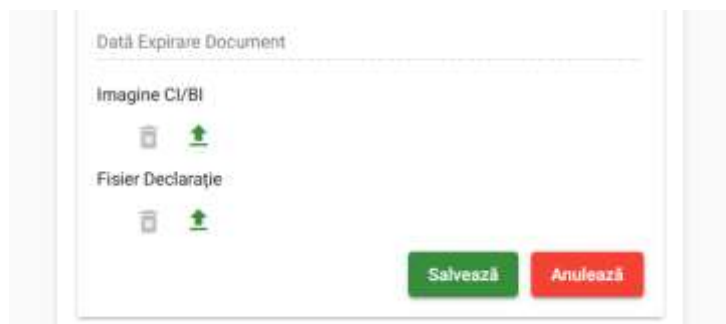 Dată Expirare Document
Imagine CI/BI
Fisier Declarație
Salvează Anulează